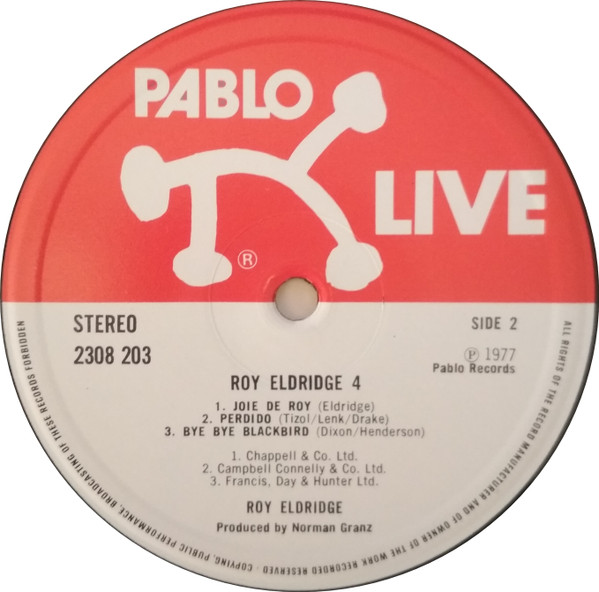 PABLO
LIVE
®
STEREO
2308 203
SIDE 2
℗ 1977
Pablo Records
ROY ELDRIDGE 4
1. JOIE DE ROY (Eldridge)
2. PERDIDO (Tizol/Lenk/Drake)
3. BYE BYE BLACKBIRD (Dixon/Henderson)
1. Chappell & Co. Ltd.
2. Campbell Connelly & Co. Ltd.
3. Francis, Day & Hunter Ltd.
ROY ELDRIDGE
Produced by Norman Granz
ALL RIGHTS OF THE RECORD MANUFACTURER AND OF OWNER OF THE WORK RECORDED RESERVED · COPYING, PUBLIC PERFORMANCE, BROADCASTING OF THESE RECORDS FORBIDDEN